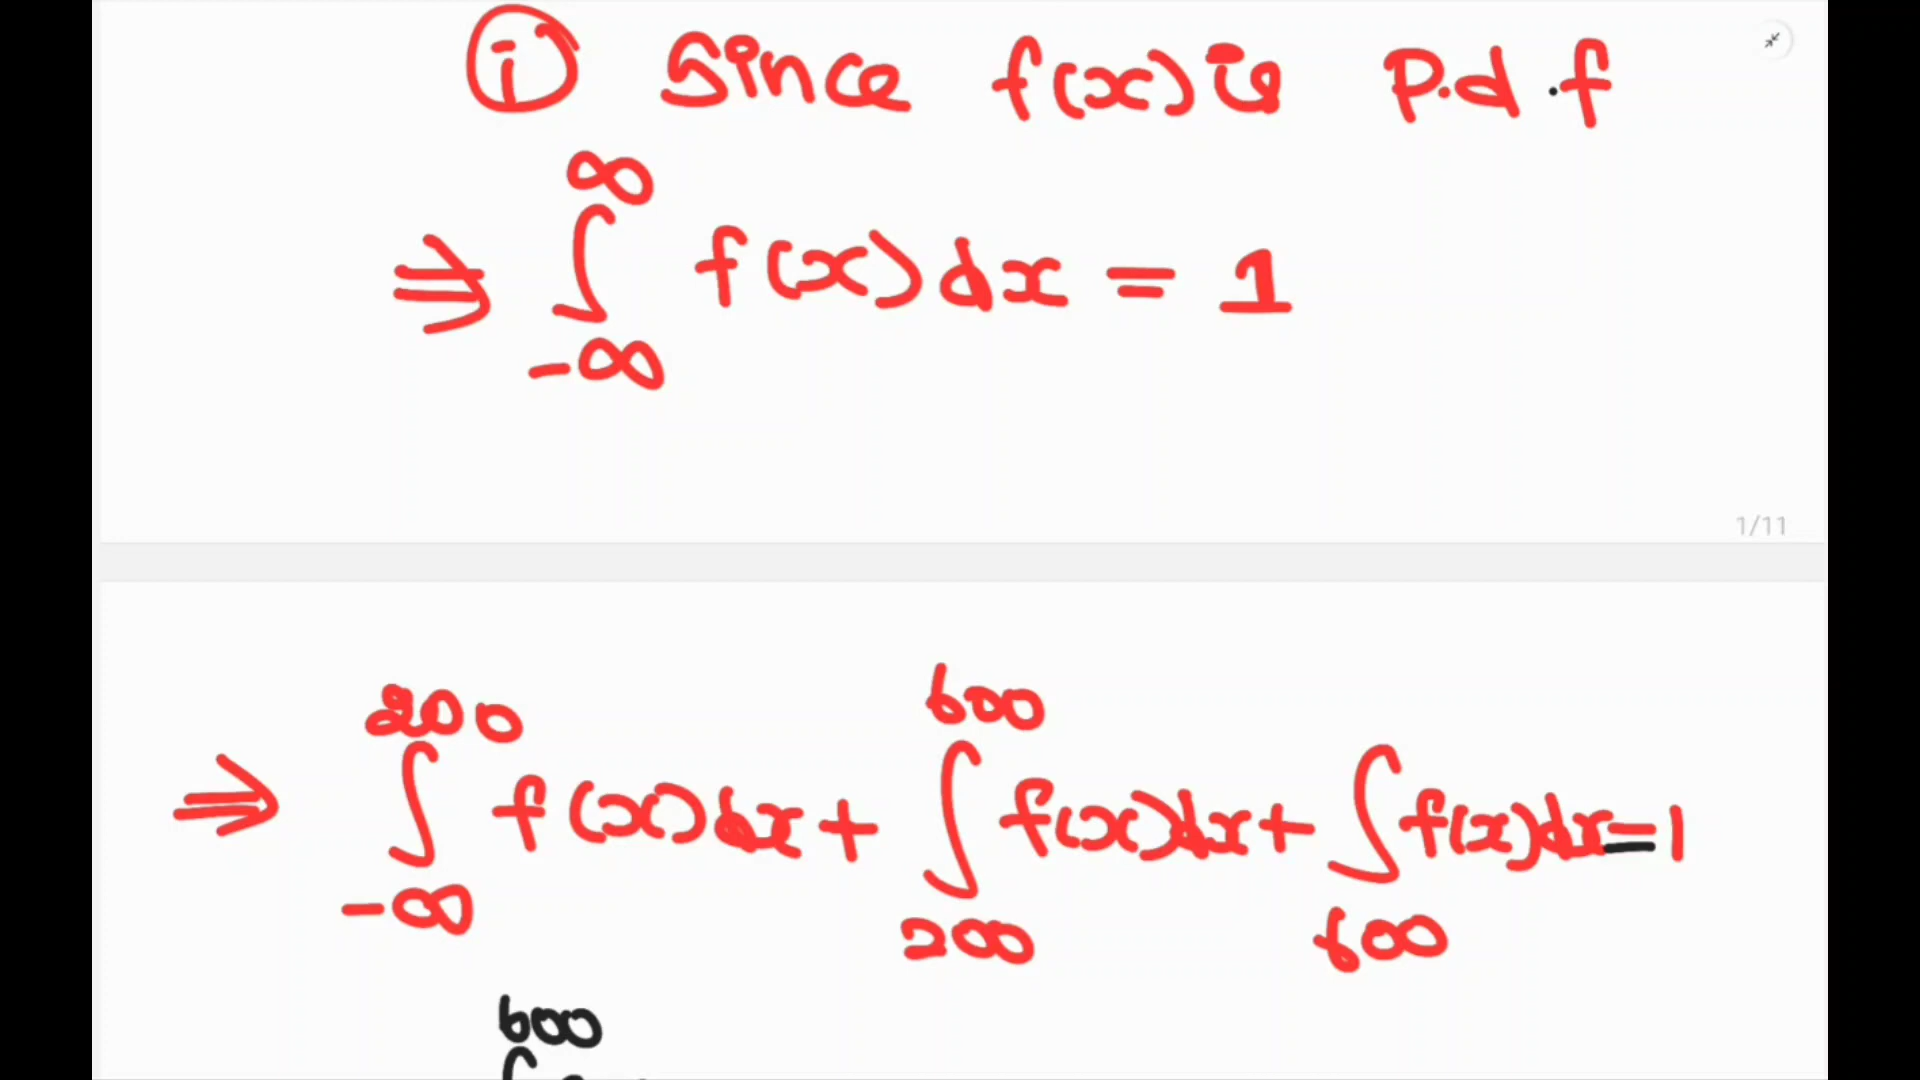 (i) Since f(x) is p.d.f
⇒ ∫_{-∞}^{∞} f(x) dx = 1
1/11
⇒ ∫_{-∞}^{200} f(x) dx + ∫_{200}^{600} f(x) dx + ∫_{600} f(x) dx = 1
600